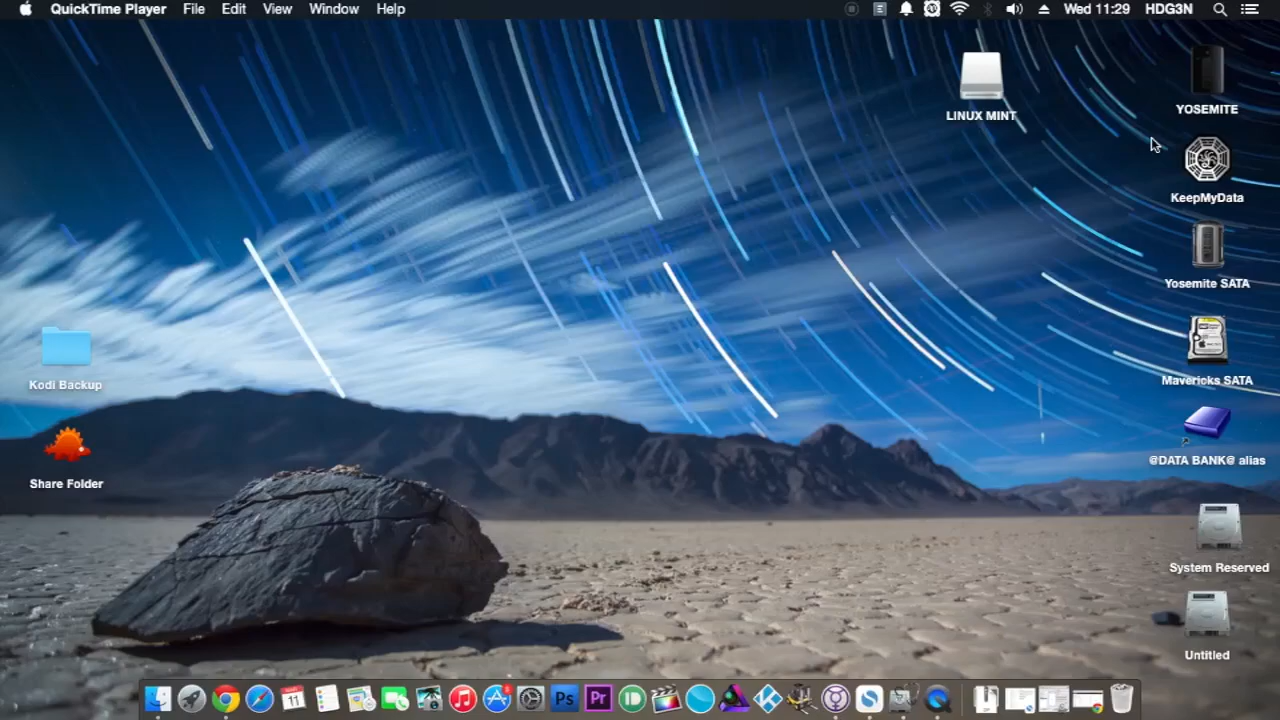 QuickTime Player File Edit View Window Help Wed 11:29 HDG3N
LINUX MINT
YOSEMITE
KeepMyData
Yosemite SATA
Mavericks SATA
@DATA BANK@ alias
System Reserved
Untitled
Kodi Backup
Share Folder
11
Ps
Pr